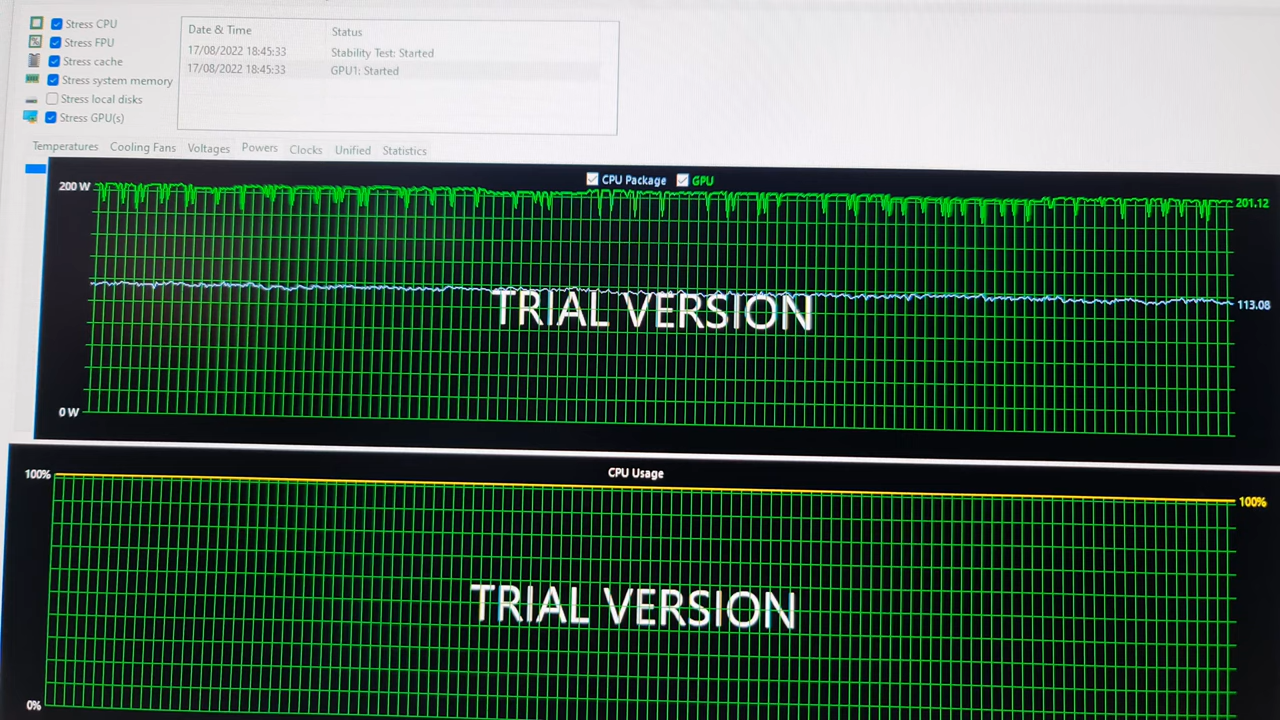 Stress CPU
Stress FPU
Stress cache
Stress system memory
Stress local disks
Stress GPU(s)
Date & Time Status
17/08/2022 18:45:33 Stability Test: Started
17/08/2022 18:45:33 GPU1: Started
Temperatures Cooling Fans Voltages Powers Clocks Unified Statistics
CPU Package GPU
200 W
201.12
113.08
TRIAL VERSION
0 W
CPU Usage
100%
100%
TRIAL VERSION
0%